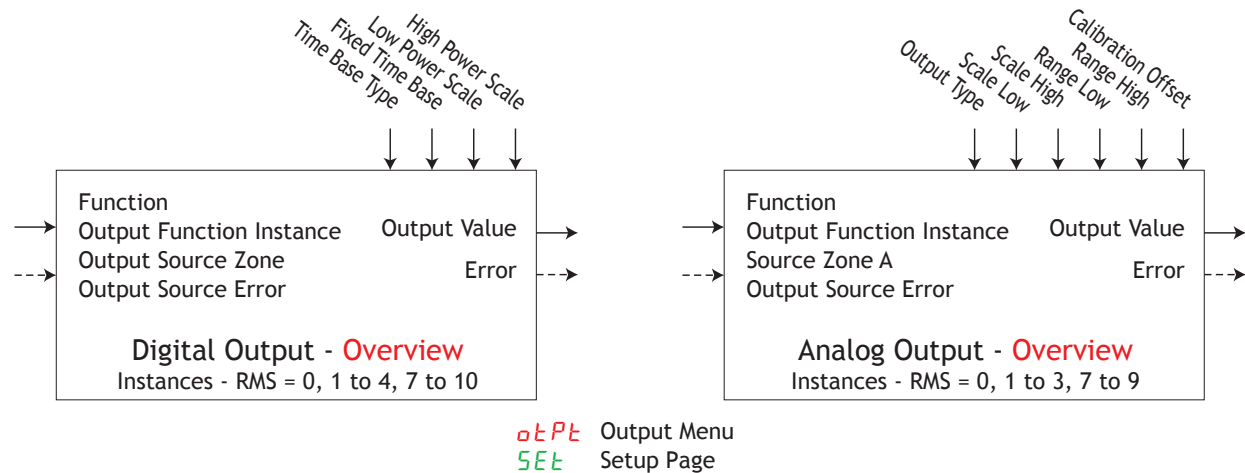 Time Base Type
Fixed Time Base
Low Power Scale
High Power Scale
Function
Output Function Instance
Output Source Zone
Output Source Error
Output Value
Error
Digital Output - Overview
Instances - RMS = 0, 1 to 4, 7 to 10
Output Type
Scale Low
Scale High
Range Low
Range High
Calibration Offset
Function
Output Function Instance
Source Zone A
Output Source Error
Output Value
Error
Analog Output - Overview
Instances - RMS = 0, 1 to 3, 7 to 9
otPt Output Menu
SEt Setup Page